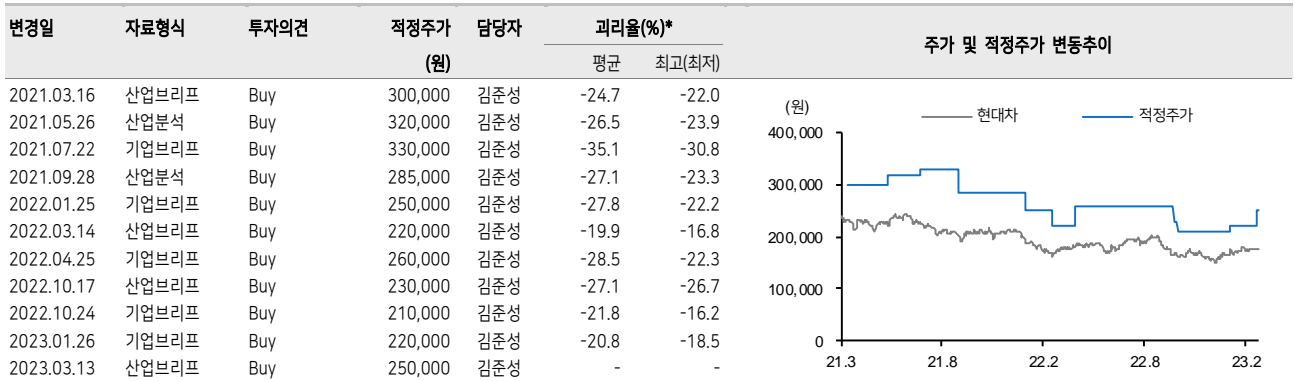 변경일 자료형식 투자의견 적정주가 담당자 괴리율(%)* 주가 및 적정주가 변동추이
(원) 평균 최고(최저)
2021.03.16 산업브리프 Buy 300,000 김준성 -24.7 -22.0
2021.05.26 산업분석 Buy 320,000 김준성 -26.5 -23.9
2021.07.22 기업브리프 Buy 330,000 김준성 -35.1 -30.8
2021.09.28 산업분석 Buy 285,000 김준성 -27.1 -23.3
2022.01.25 기업브리프 Buy 250,000 김준성 -27.8 -22.2
2022.03.14 산업브리프 Buy 220,000 김준성 -19.9 -16.8
2022.04.25 기업브리프 Buy 260,000 김준성 -28.5 -22.3
2022.10.17 산업브리프 Buy 230,000 김준성 -27.1 -26.7
2022.10.24 기업브리프 Buy 210,000 김준성 -21.8 -16.2
2023.01.26 기업브리프 Buy 220,000 김준성 -20.8 -18.5
2023.03.13 산업브리프 Buy 250,000 김준성 - -
(원) 현대차 적정주가
400,000
300,000
200,000
100,000
0
21.3 21.8 22.2 22.8 23.2